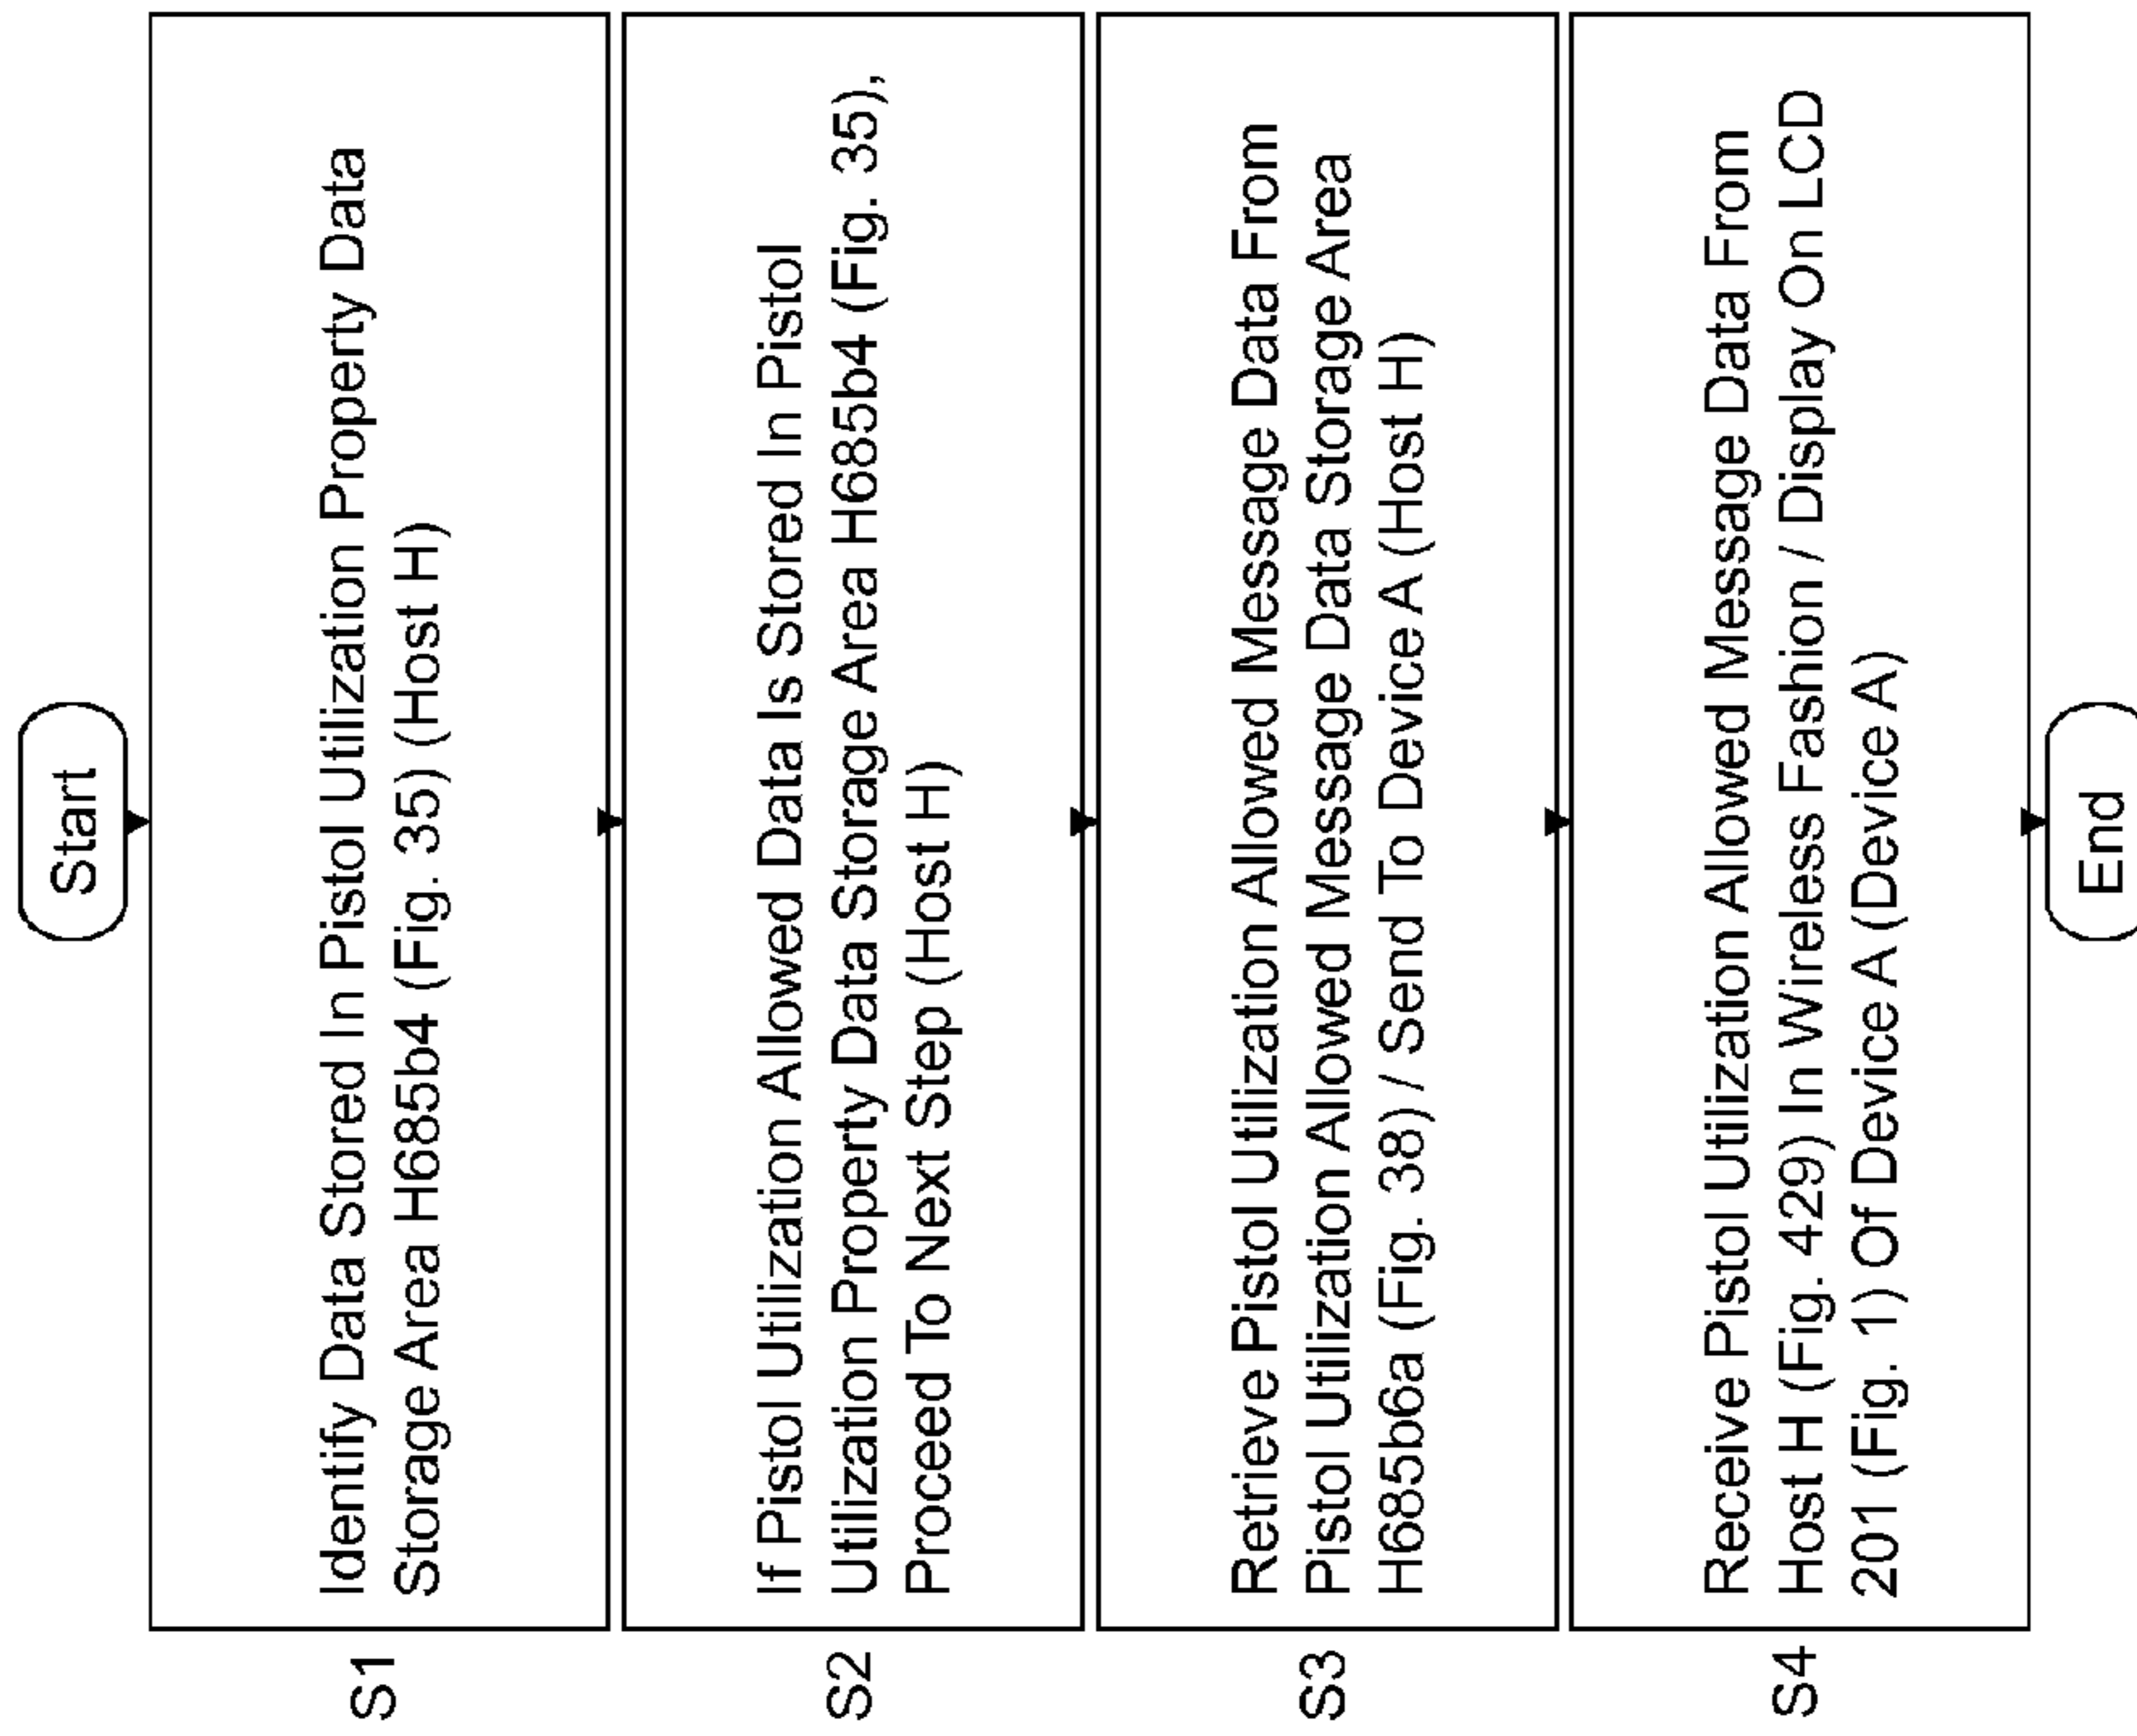 Start
S1
Identify Data Stored In Pistol Utilization Property Data
Storage Area H685b4 (Fig. 35) (Host H)
S2
If Pistol Utilization Allowed Data Is Stored In Pistol
Utilization Property Data Storage Area H685b4 (Fig. 35),
Proceed To Next Step (Host H)
S3
Retrieve Pistol Utilization Allowed Message Data From
Pistol Utilization Allowed Message Data Storage Area
H685b6a (Fig. 38) / Send To Device A (Host H)
S4
Receive Pistol Utilization Allowed Message Data From
Host H (Fig. 429) In Wireless Fashion / Display On LCD
201 (Fig. 1) Of Device A (Device A)
End